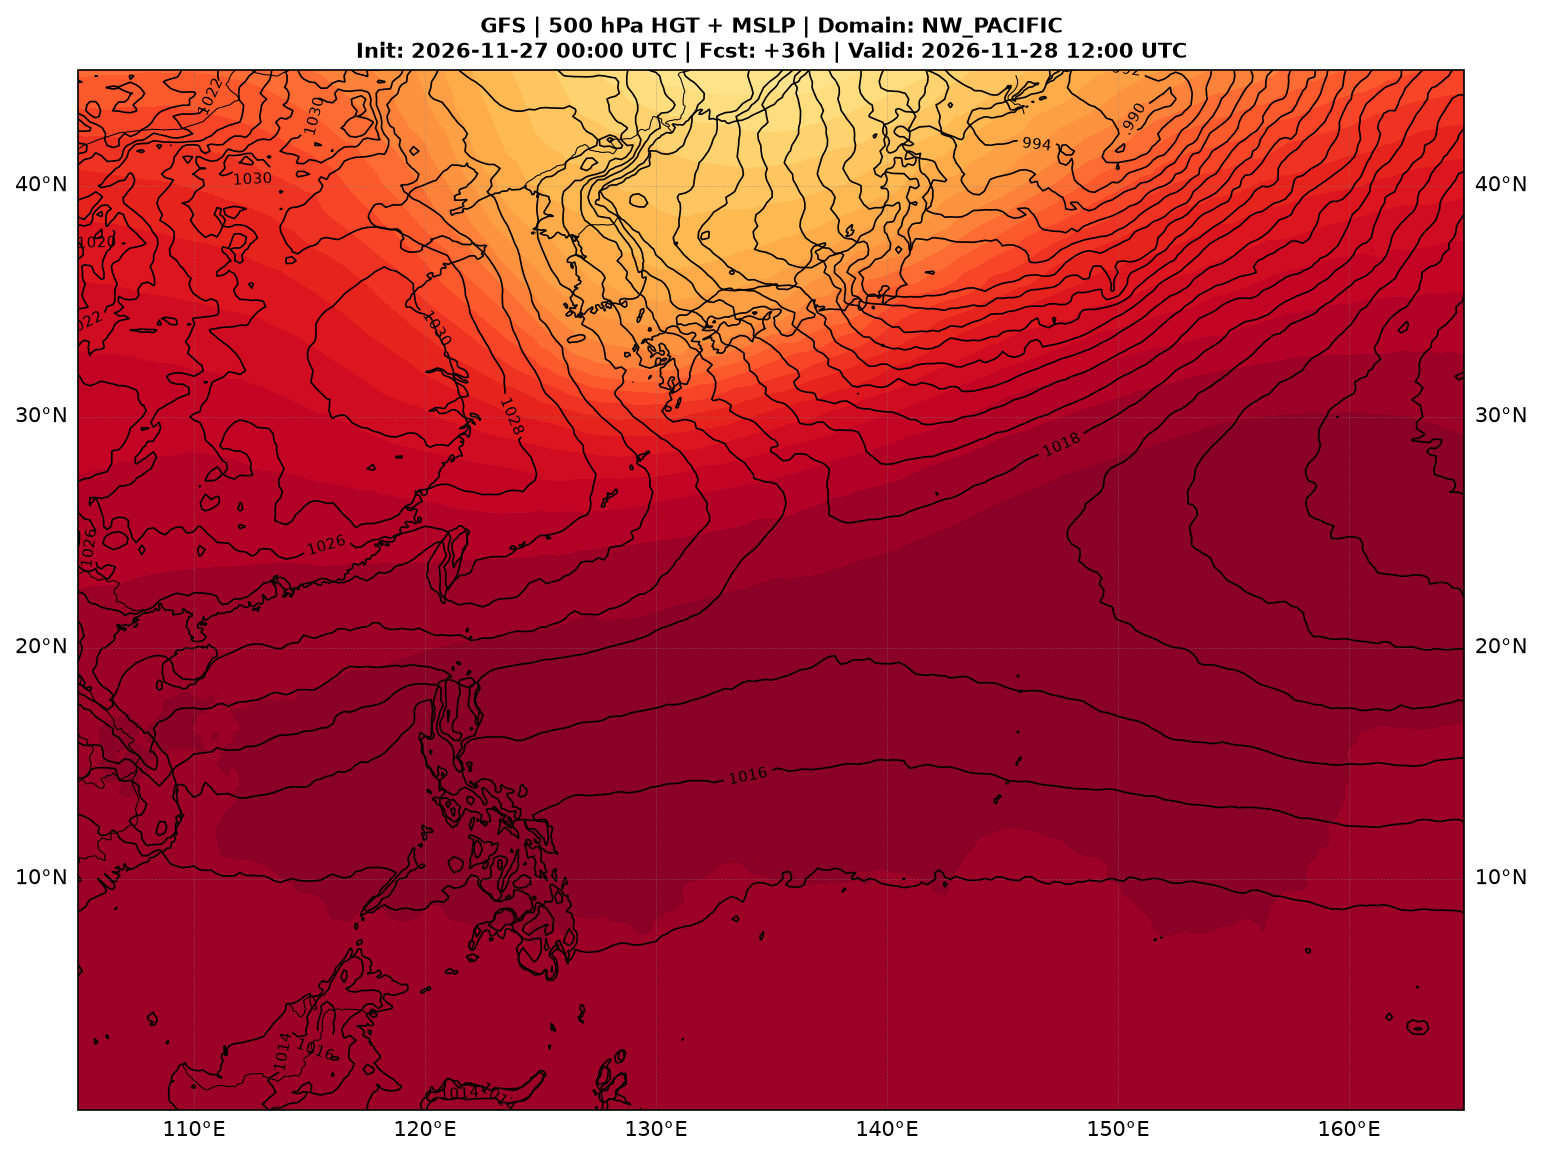 GFS | 500 hPa HGT + MSLP | Domain: NW_PACIFIC
Init: 2026-11-27 00:00 UTC | Fcst: +36h | Valid: 2026-11-28 12:00 UTC
1022
1030
990
994
1030
40°N
40°N
1020
1030
30°N
1028
1018
30°N
1026
1026
20°N
20°N
1016
10°N
10°N
1014
1016
110°E
120°E
130°E
140°E
150°E
160°E